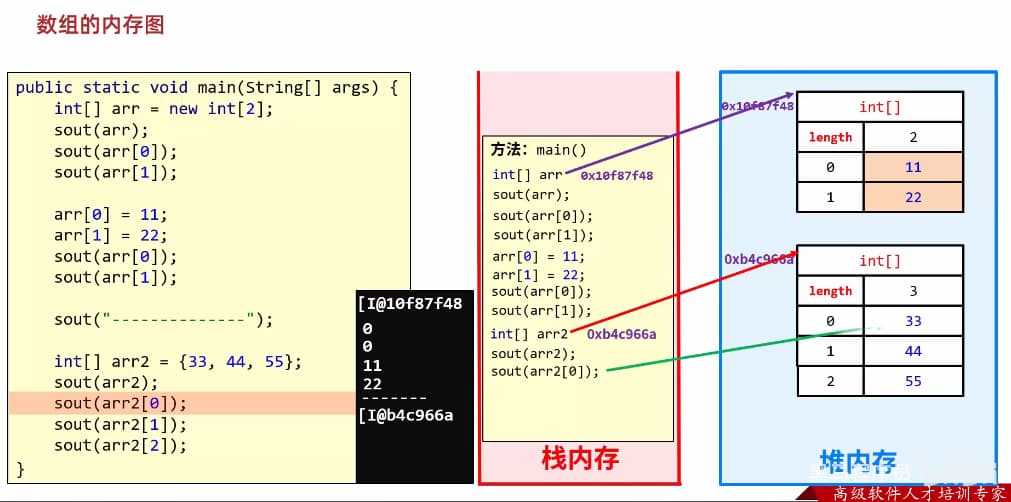 数组的内存图
public static void main(String[] args) {
int[] arr = new int[2];
sout(arr);
sout(arr[0]);
sout(arr[1]);
arr[0] = 11;
arr[1] = 22;
sout(arr[0]);
sout(arr[1]);
sout("--------------");
int[] arr2 = {33, 44, 55};
sout(arr2);
sout(arr2[0]);
sout(arr2[1]);
sout(arr2[2]);
}
[I@10f87f48
0
0
11
22
-------
[I@b4c966a
方法：main()
int[] arr 0x10f87f48
sout(arr);
sout(arr[0]);
sout(arr[1]);
arr[0] = 11;
arr[1] = 22;
sout(arr[0]);
sout(arr[1]);
int[] arr2 0xb4c966a
sout(arr2);
sout(arr2[0]);
栈内存
0x10f87f48
int[]
length 2
0 11
1 22
0xb4c966a
int[]
length 3
0 33
1 44
2 55
堆内存
高级软件人才培训专家